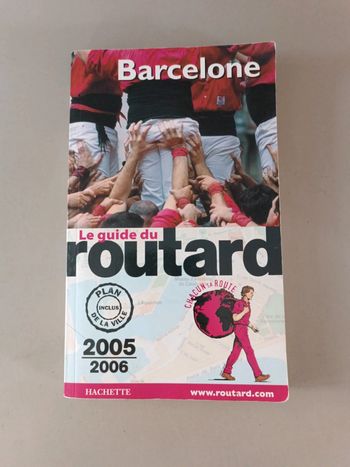 Barcelone
Le guide du
routard
PLAN
INCLUS
DE LA VILLE
CHACUN SA ROUTE
2005
2006
HACHETTE
www.routard.com